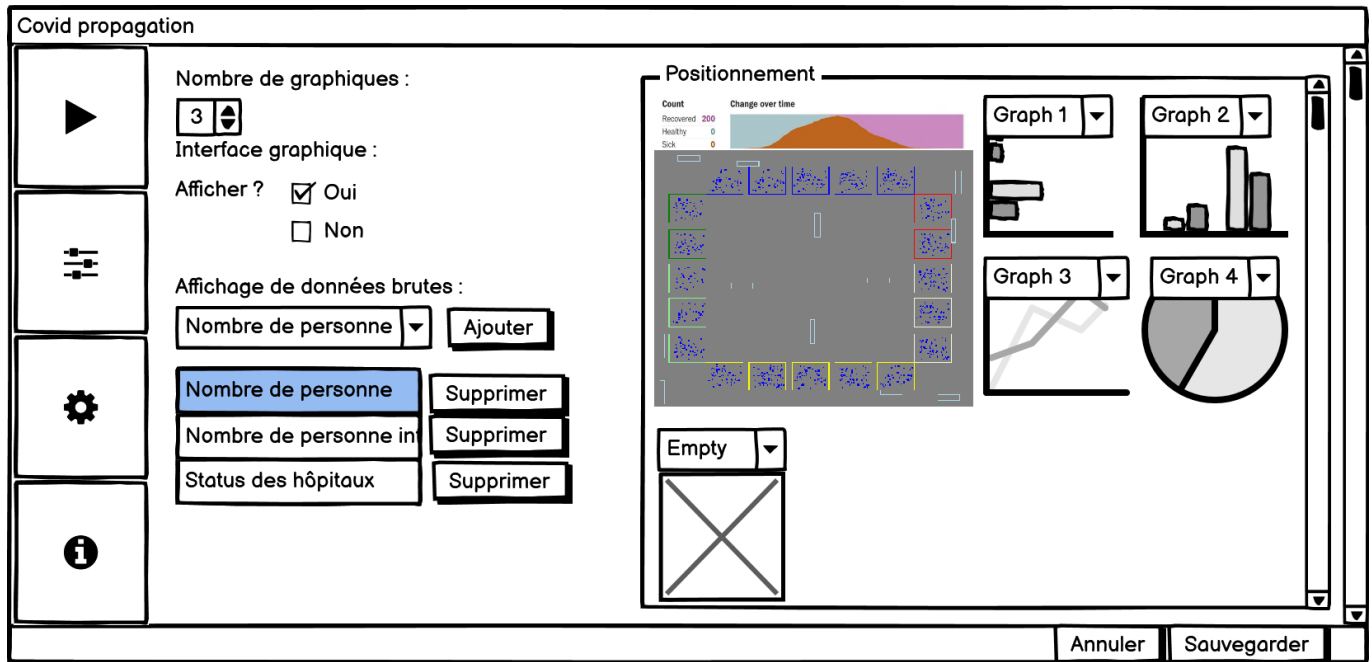 Covid propagation
Nombre de graphiques :
3
Interface graphique :
Afficher ?
Oui
Non
Affichage de données brutes :
Nombre de personne
Ajouter
Nombre de personne
Supprimer
Nombre de personne int
Supprimer
Status des hôpitaux
Supprimer
Positionnement
Count
Change over time
Recovered 200
Healthy 0
Sick 0
Graph 1
Graph 2
Graph 3
Graph 4
Empty
Annuler
Sauvegarder